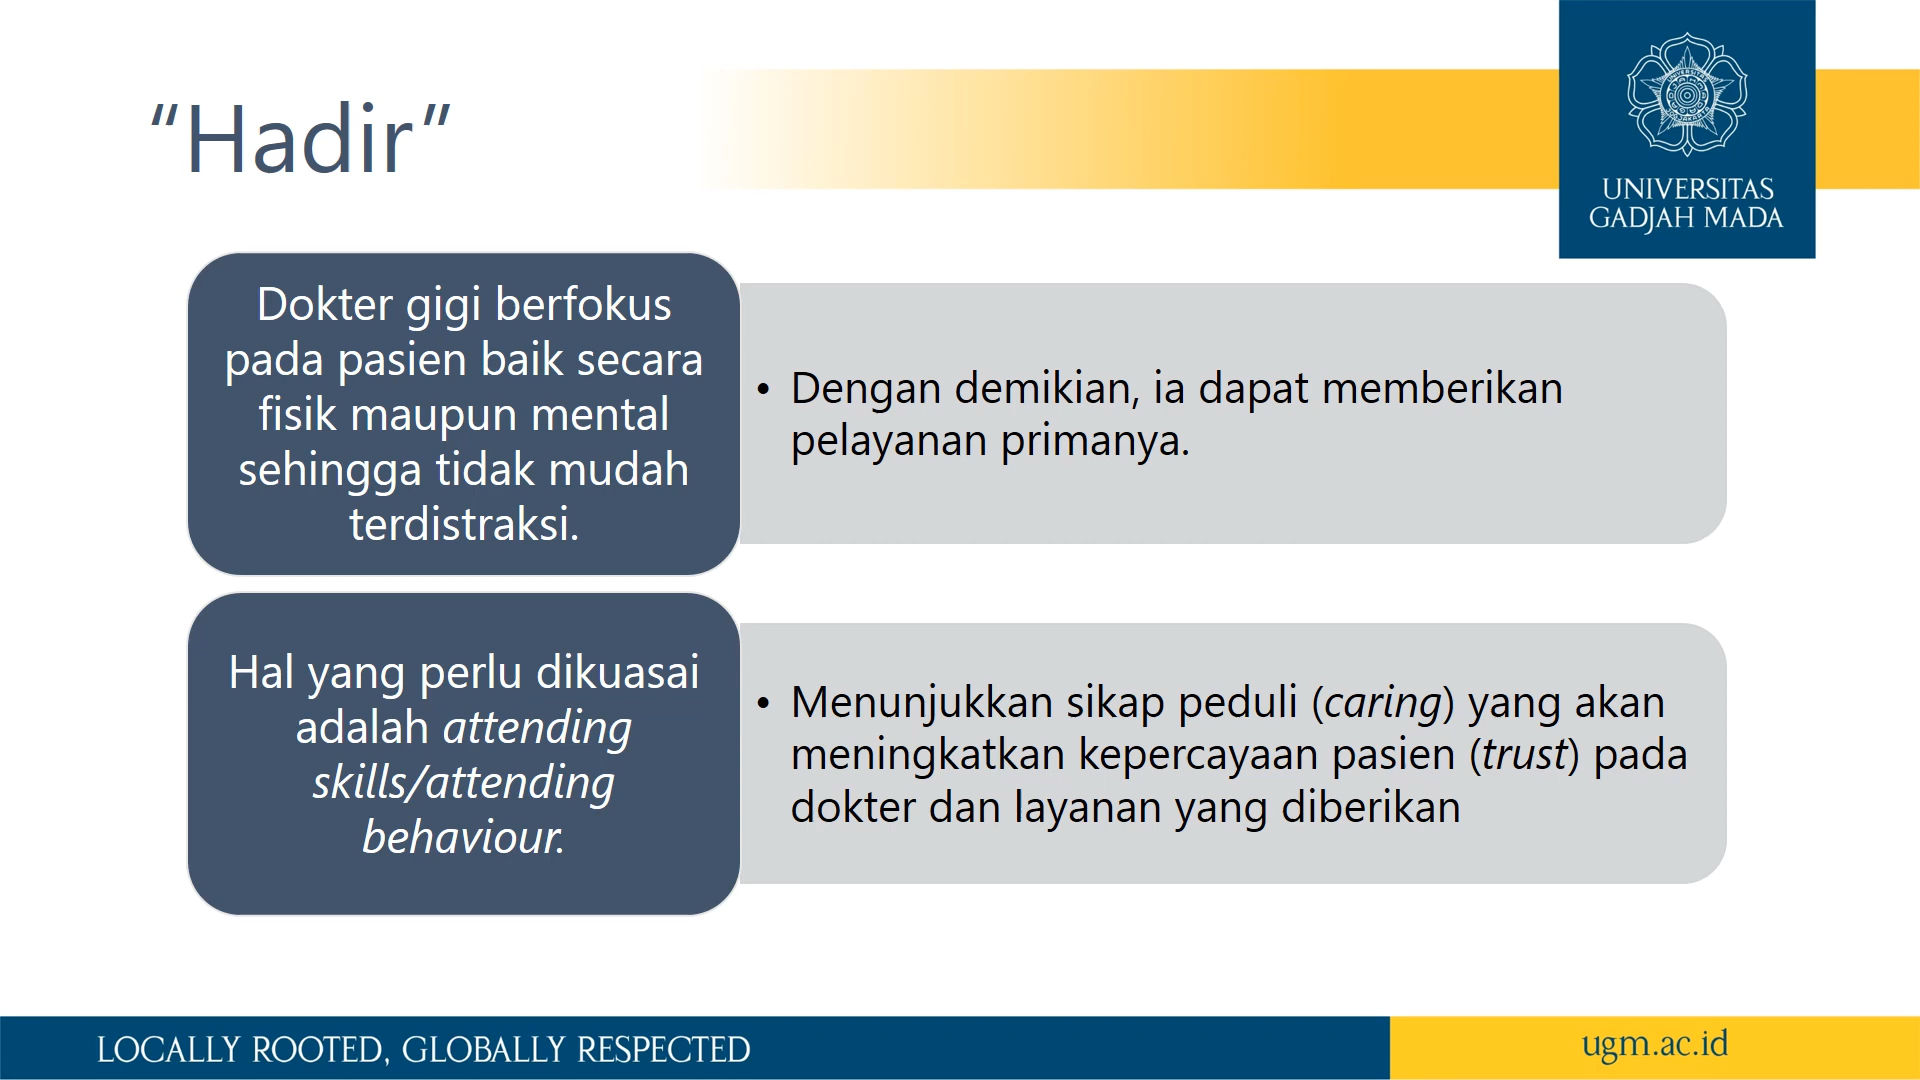 “Hadir”
UNIVERSITAS
GADJAH MADA
Dokter gigi berfokus
pada pasien baik secara
fisik maupun mental
sehingga tidak mudah
terdistraksi.
• Dengan demikian, ia dapat memberikan
pelayanan primanya.
Hal yang perlu dikuasai
adalah attending
skills/attending
behaviour.
• Menunjukkan sikap peduli (caring) yang akan
meningkatkan kepercayaan pasien (trust) pada
dokter dan layanan yang diberikan
LOCALLY ROOTED, GLOBALLY RESPECTED
ugm.ac.id